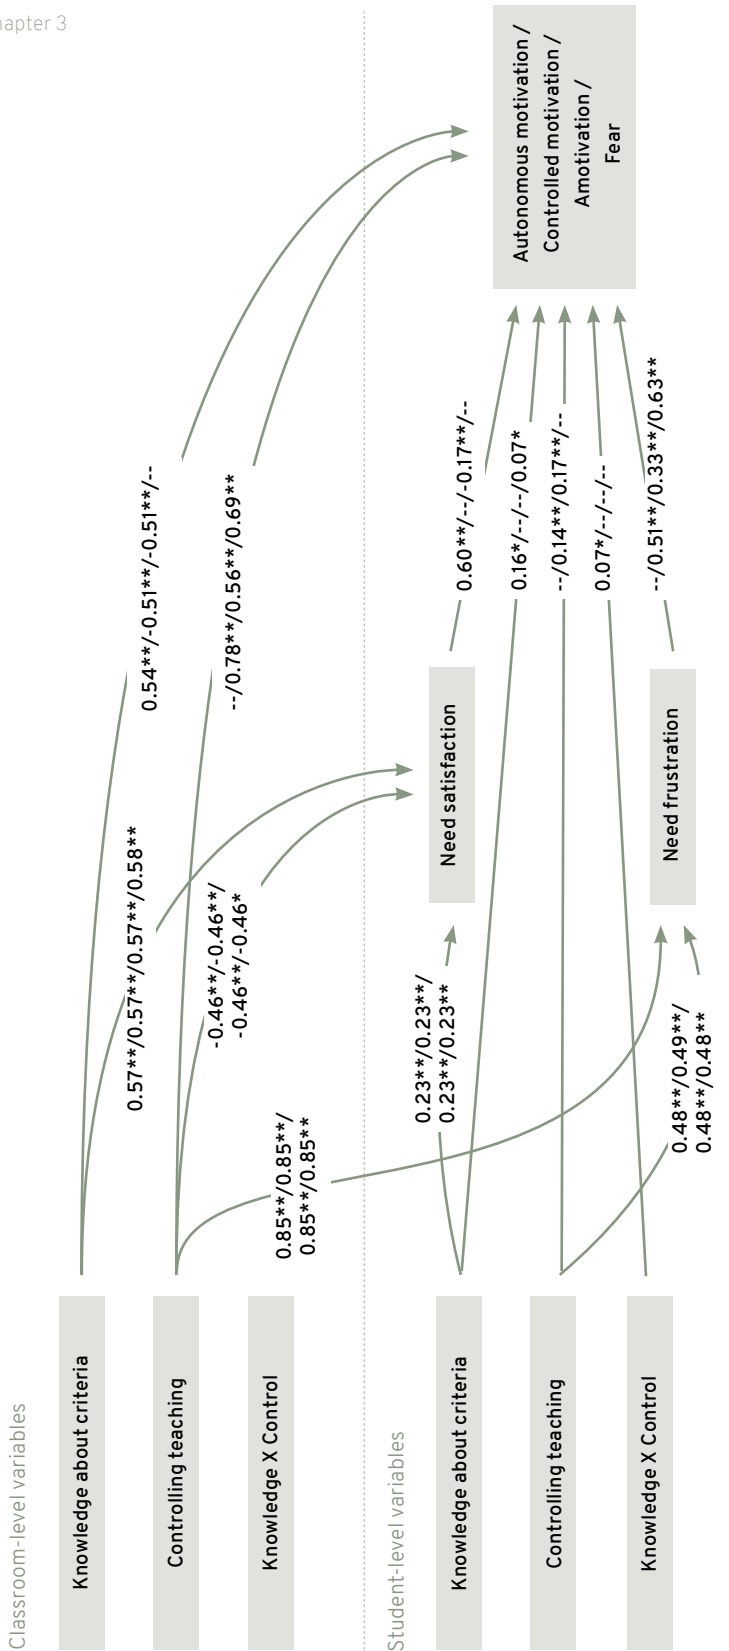 hapter 3
Classroom-level variables
Knowledge about criteria
Controlling teaching
Knowledge X Control
0.54**/-0.51**/-0.51**/--
--/0.78**/0.56**/0.69**
0.57**/0.57**/0.57**/0.58**
-0.46**/-0.46**/
-0.46**/-0.46*
0.85**/0.85**/
0.85**/0.85**
Student-level variables
Knowledge about criteria
Controlling teaching
Knowledge X Control
0.23**/0.23**/
0.23**/0.23**
0.48**/0.49**/
0.48**/0.48**
Need satisfaction
Need frustration
0.60**/--/-0.17**/--
0.16*/--/--/0.07*
--/0.14**/0.17**/--
0.07*/--/--/--
--/0.51**/0.33**/0.63**
Autonomous motivation /
Controlled motivation /
Amotivation /
Fear